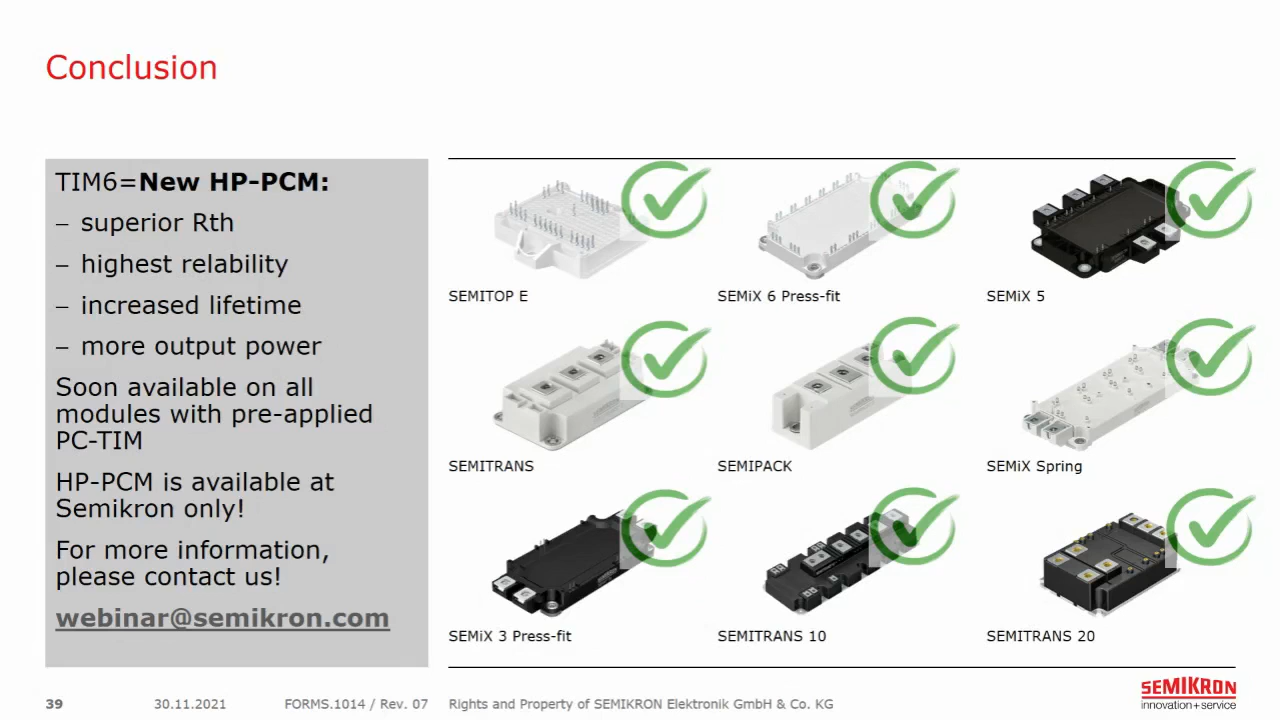 Conclusion
TIM6=New HP-PCM:
– superior Rth
– highest relability
– increased lifetime
– more output power
Soon available on all
modules with pre-applied
PC-TIM
HP-PCM is available at
Semikron only!
For more information,
please contact us!
webinar@semikron.com
SEMITOP E
SEMiX 6 Press-fit
SEMiX 5
SEMITRANS
SEMIPACK
SEMiX Spring
SEMiX 3 Press-fit
SEMITRANS 10
SEMITRANS 20
39 30.11.2021 FORMS.1014 / Rev. 07 Rights and Property of SEMIKRON Elektronik GmbH & Co. KG
SEMIKRON
innovation+service